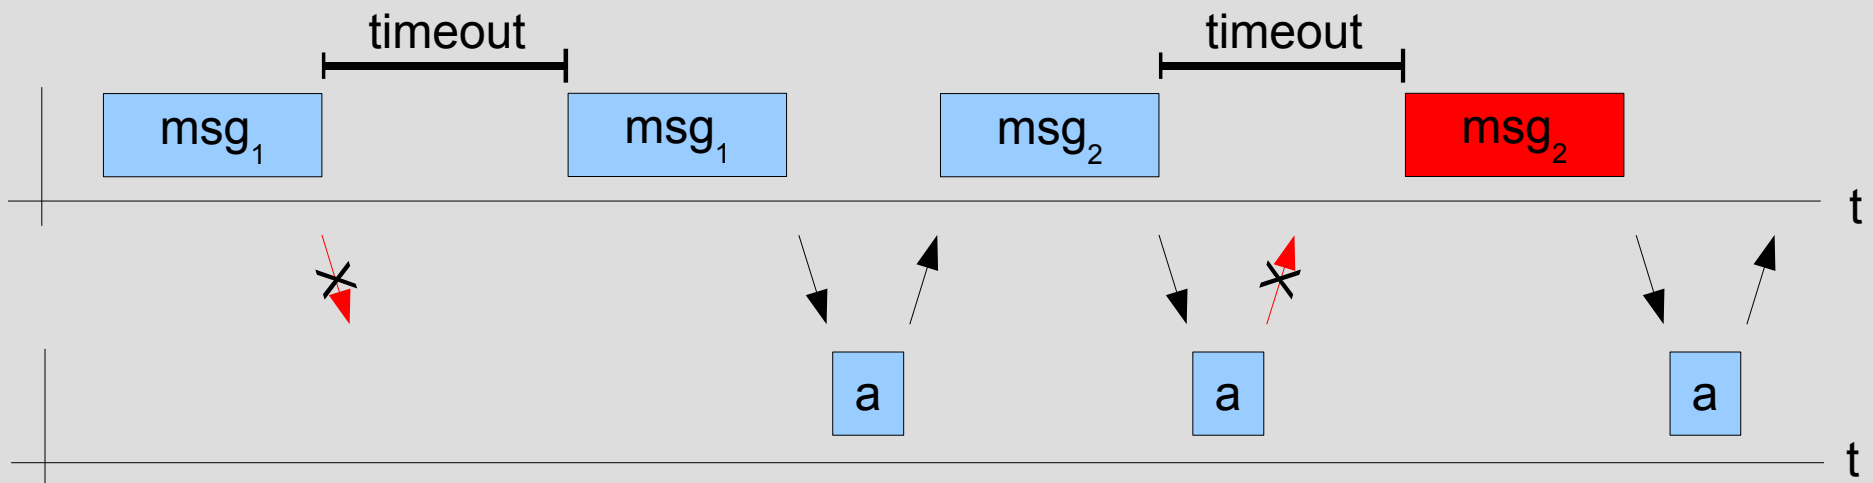 timeout timeout
msg₁ msg₁ msg₂ msg₂
t
a a a
t